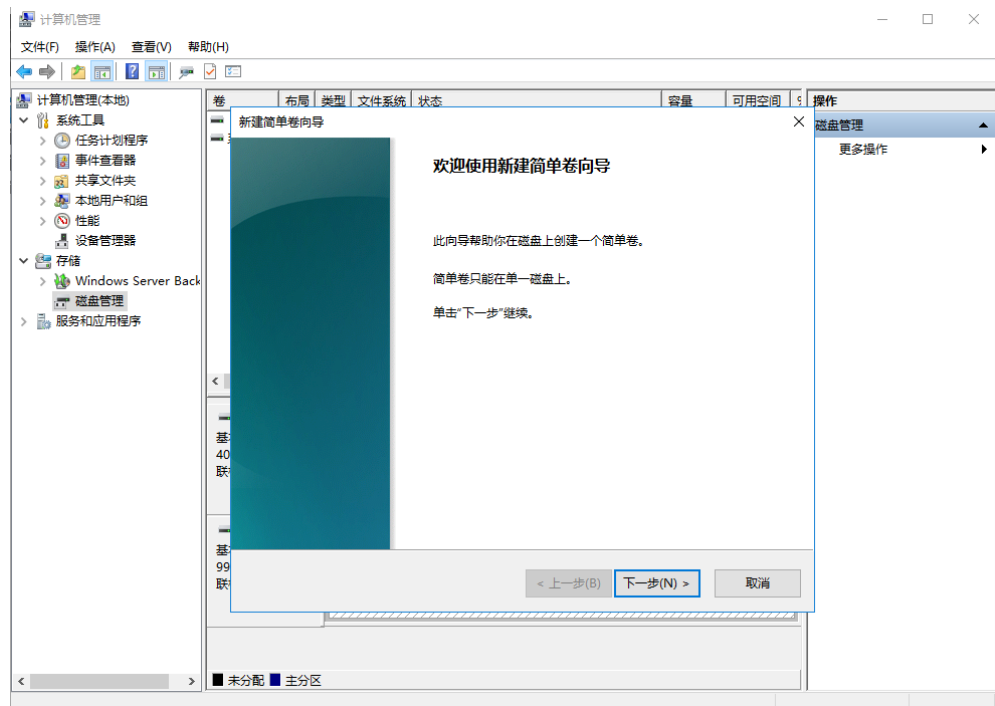 计算机管理
文件(F) 操作(A) 查看(V) 帮助(H)
计算机管理(本地)
系统工具
任务计划程序
事件查看器
共享文件夹
本地用户和组
性能
设备管理器
存储
Windows Server Back
磁盘管理
服务和应用程序
卷 布局 类型 文件系统 状态 容量 可用空间
新建简单卷向导
欢迎使用新建简单卷向导
此向导帮助你在磁盘上创建一个简单卷。
简单卷只能在单一磁盘上。
单击"下一步"继续。
< 上一步(B) 下一步(N) > 取消
基
40
联
基
99
联
未分配 主分区
操作
磁盘管理
更多操作